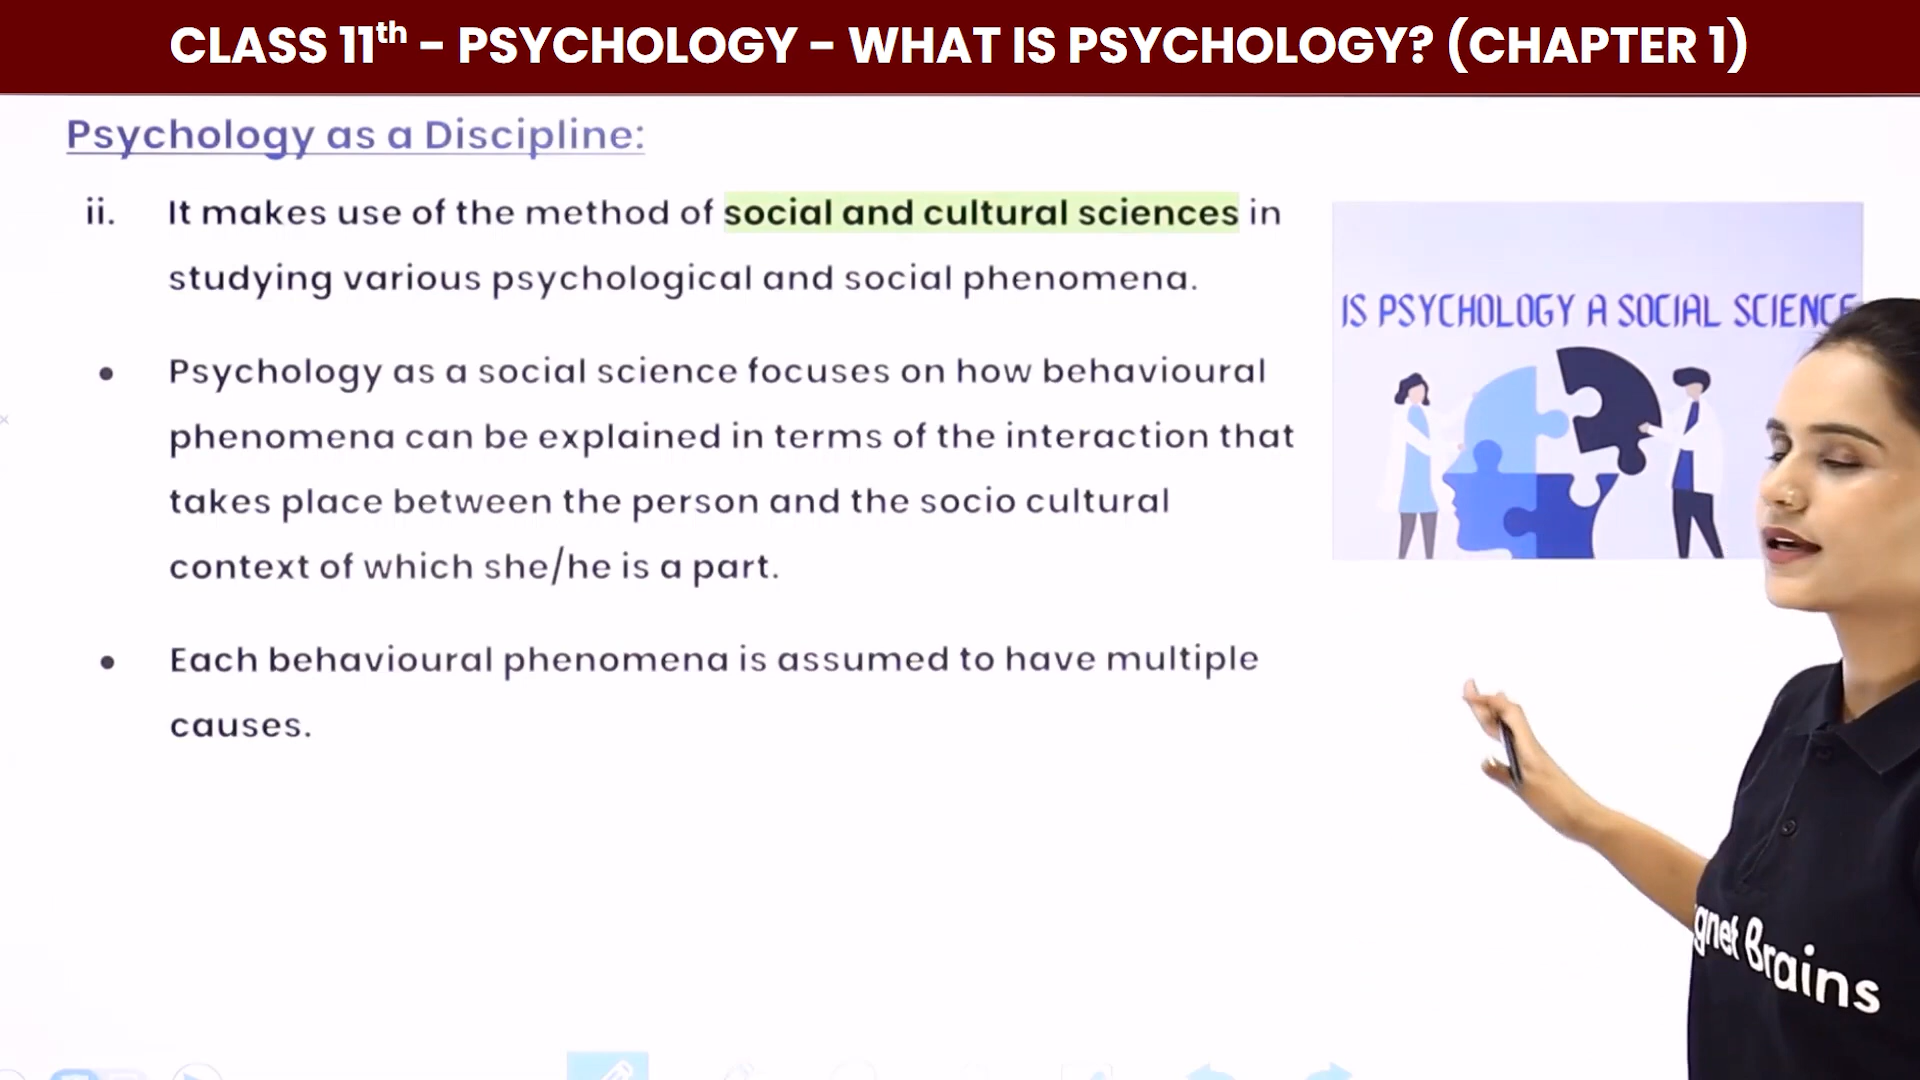 CLASS 11th – PSYCHOLOGY – WHAT IS PSYCHOLOGY? (CHAPTER 1)
Psychology as a Discipline:
ii. It makes use of the method of social and cultural sciences in
studying various psychological and social phenomena.
IS PSYCHOLOGY A SOCIAL SCIENCE
• Psychology as a social science focuses on how behavioural
phenomena can be explained in terms of the interaction that
takes place between the person and the socio cultural
context of which she/he is a part.
• Each behavioural phenomena is assumed to have multiple
causes.
gnet Brains